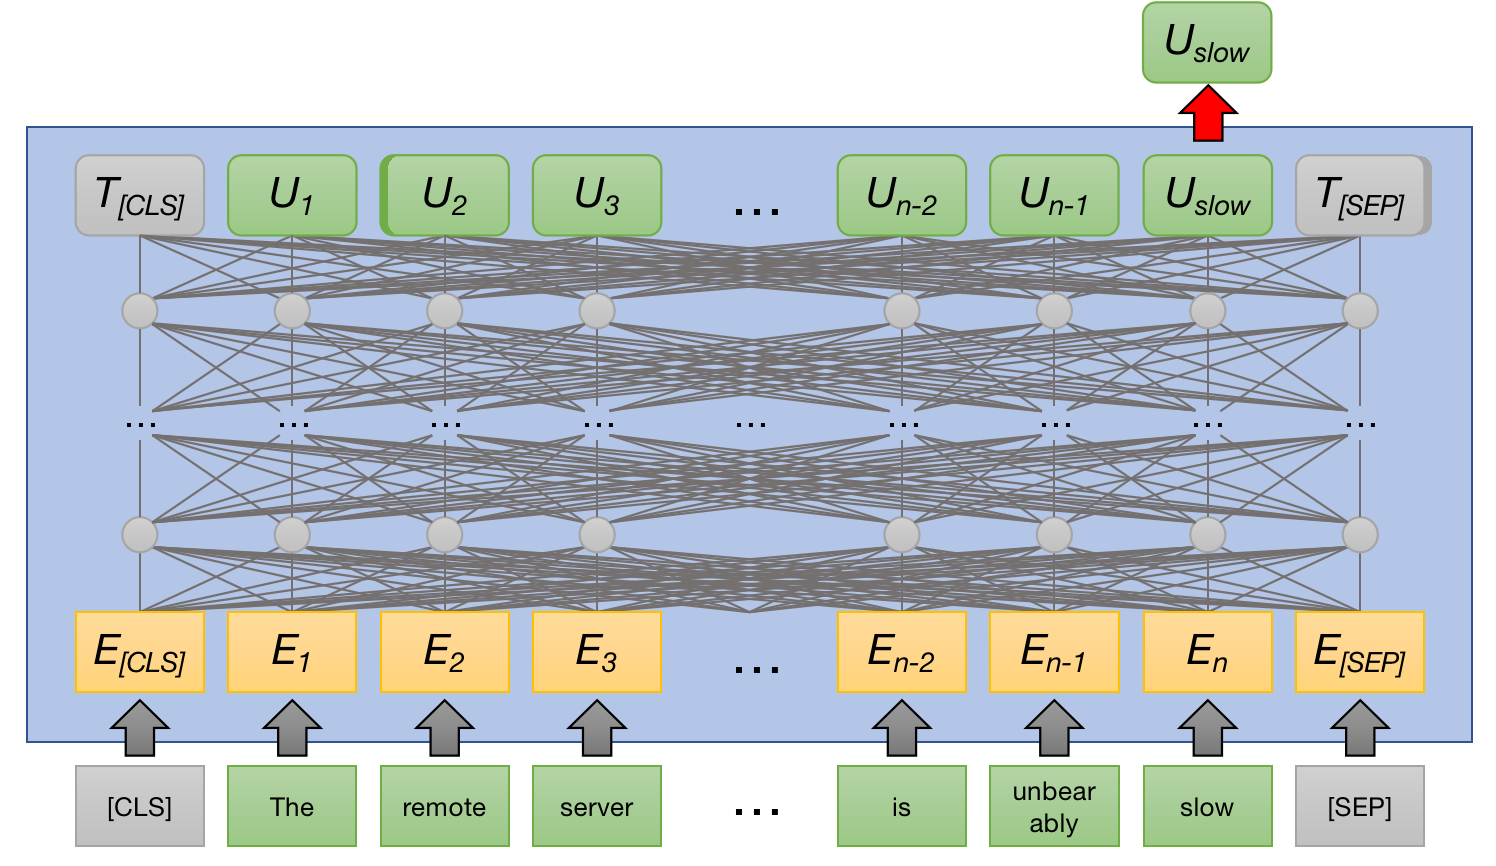 U_slow
T_[CLS] U_1 U_2 U_3 ... U_n-2 U_n-1 U_slow T_[SEP]
... ... ... ... ... ... ... ... ...
E_[CLS] E_1 E_2 E_3 ... E_n-2 E_n-1 E_n E_[SEP]
[CLS] The remote server ... is unbear
ably slow [SEP]